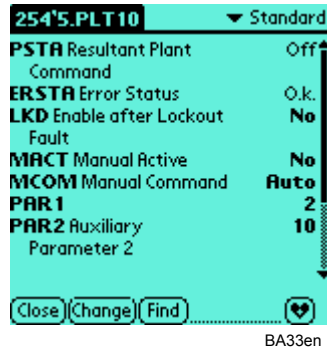 254'5.PLT10 Standard
PSTA Resultant Plant Off
Command
ERSTA Error Status O.k.
LKD Enable after Lockout No
Fault
MACT Manual Active No
MCOM Manual Command Auto
PAR1 2
PAR2 Auxiliary 10
Parameter 2
Close Change Find
BA33en